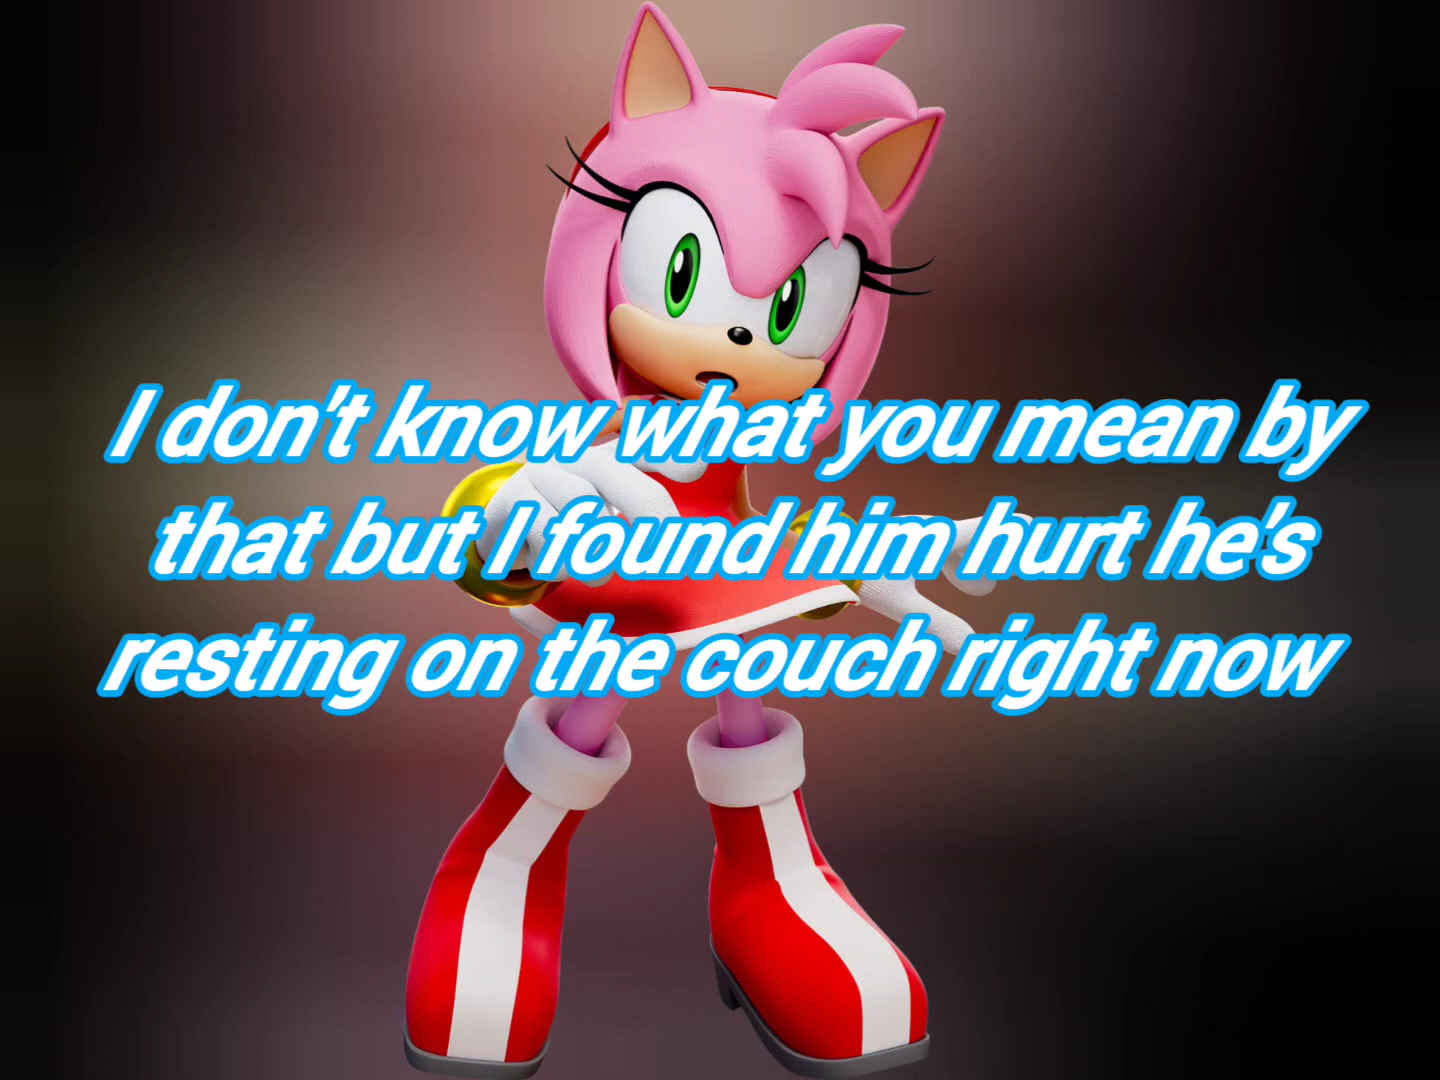 I don't know what you mean by
that but I found him hurt he's
resting on the couch right now